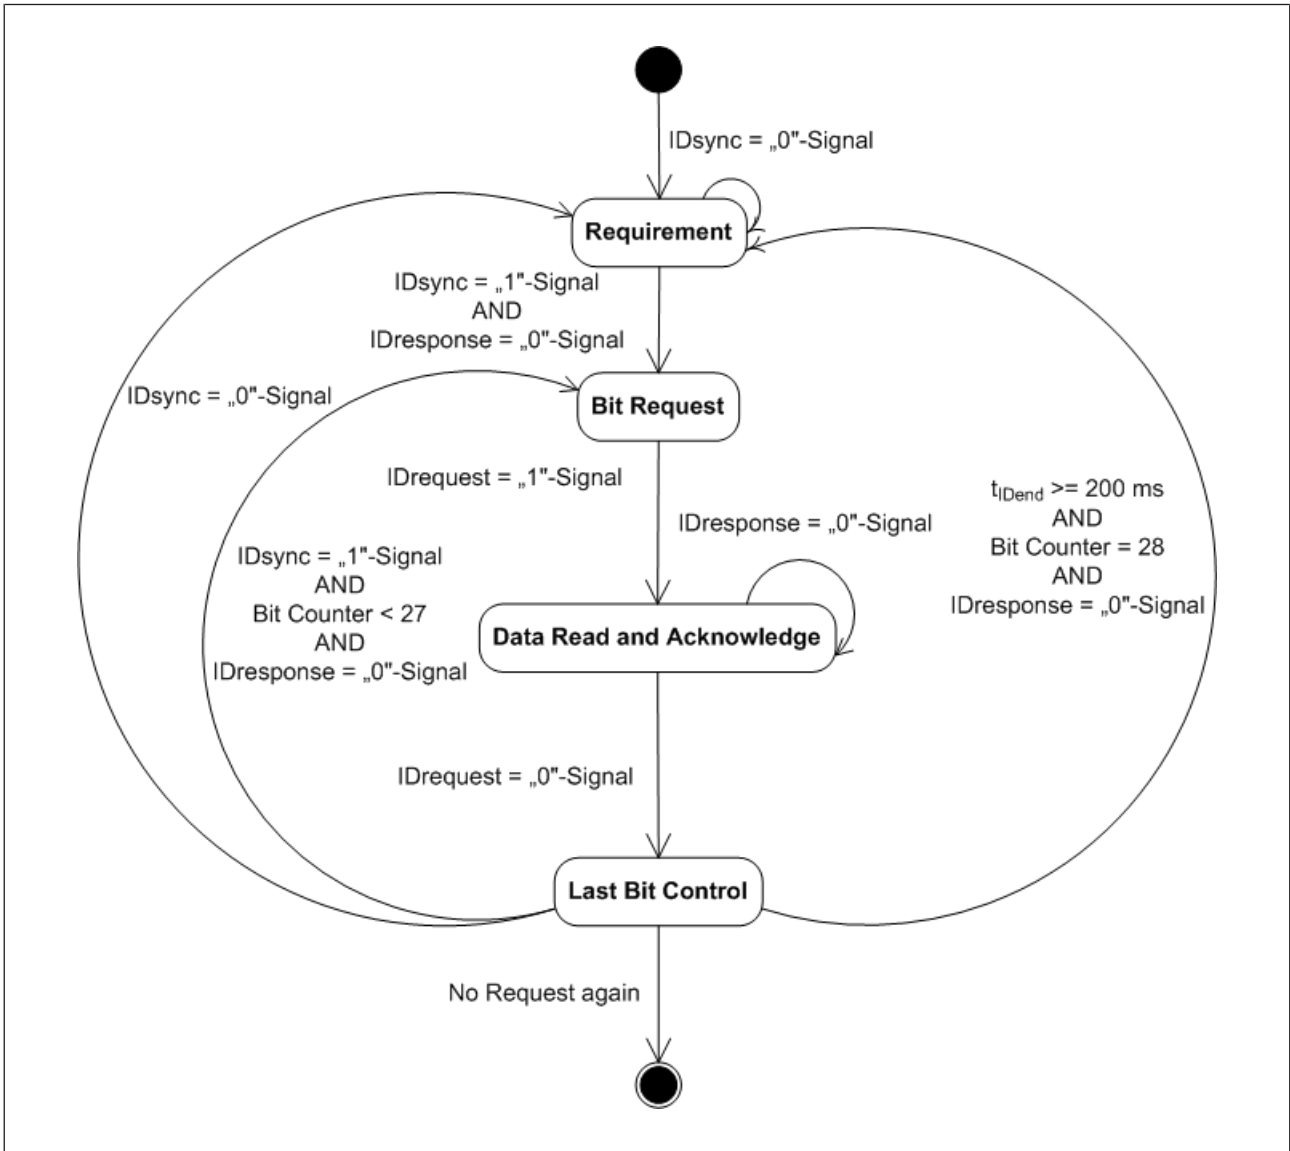 IDsync = „0"-Signal
Requirement
IDsync = „1"-Signal
AND
IDresponse = „0"-Signal
IDsync = „0"-Signal
Bit Request
IDrequest = „1"-Signal
IDresponse = „0"-Signal
tIDend >= 200 ms
AND
Bit Counter = 28
AND
IDresponse = „0"-Signal
IDsync = „1"-Signal
AND
Bit Counter < 27
AND
IDresponse = „0"-Signal
Data Read and Acknowledge
IDrequest = „0"-Signal
Last Bit Control
No Request again